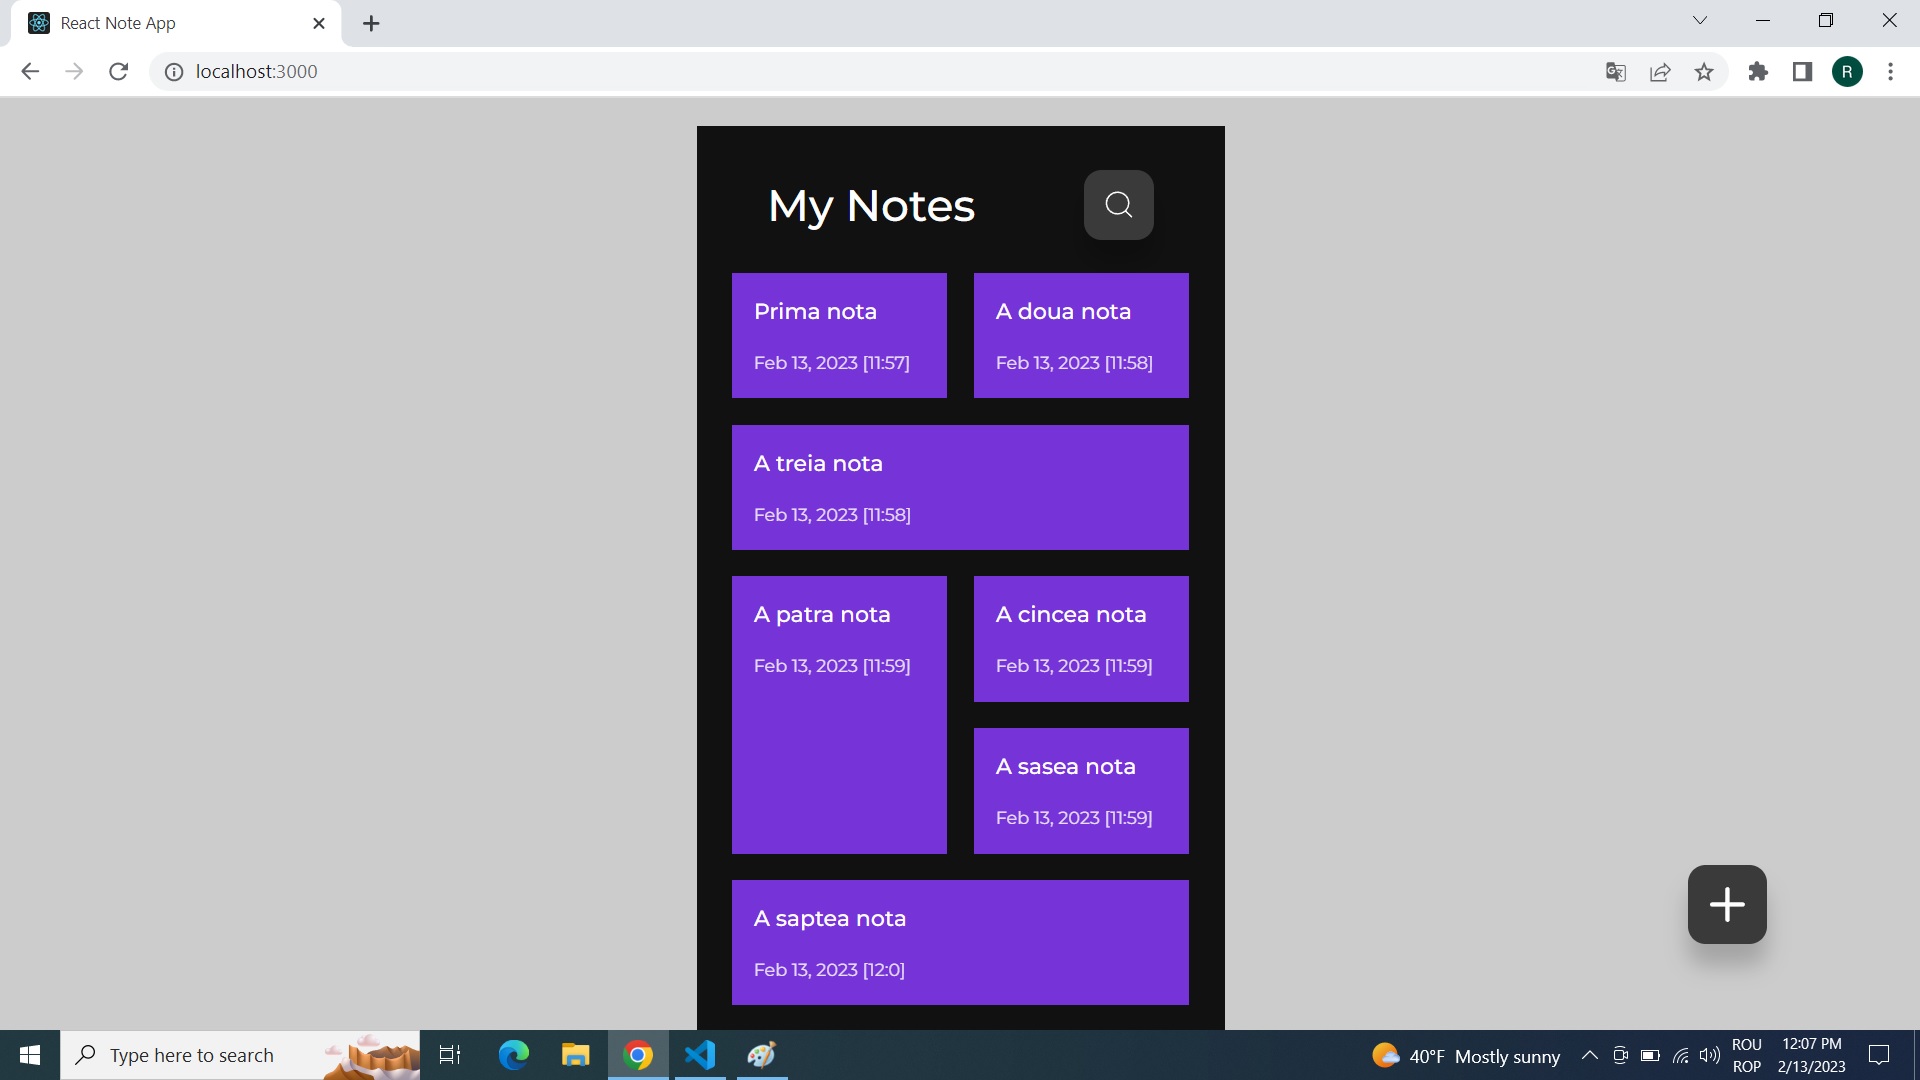 React Note App
localhost:3000
R
My Notes
Prima nota
Feb 13, 2023 [11:57]
A doua nota
Feb 13, 2023 [11:58]
A treia nota
Feb 13, 2023 [11:58]
A patra nota
Feb 13, 2023 [11:59]
A cincea nota
Feb 13, 2023 [11:59]
A sasea nota
Feb 13, 2023 [11:59]
A saptea nota
Feb 13, 2023 [12:0]
Type here to search
40°F Mostly sunny
ROU
ROP
12:07 PM
2/13/2023